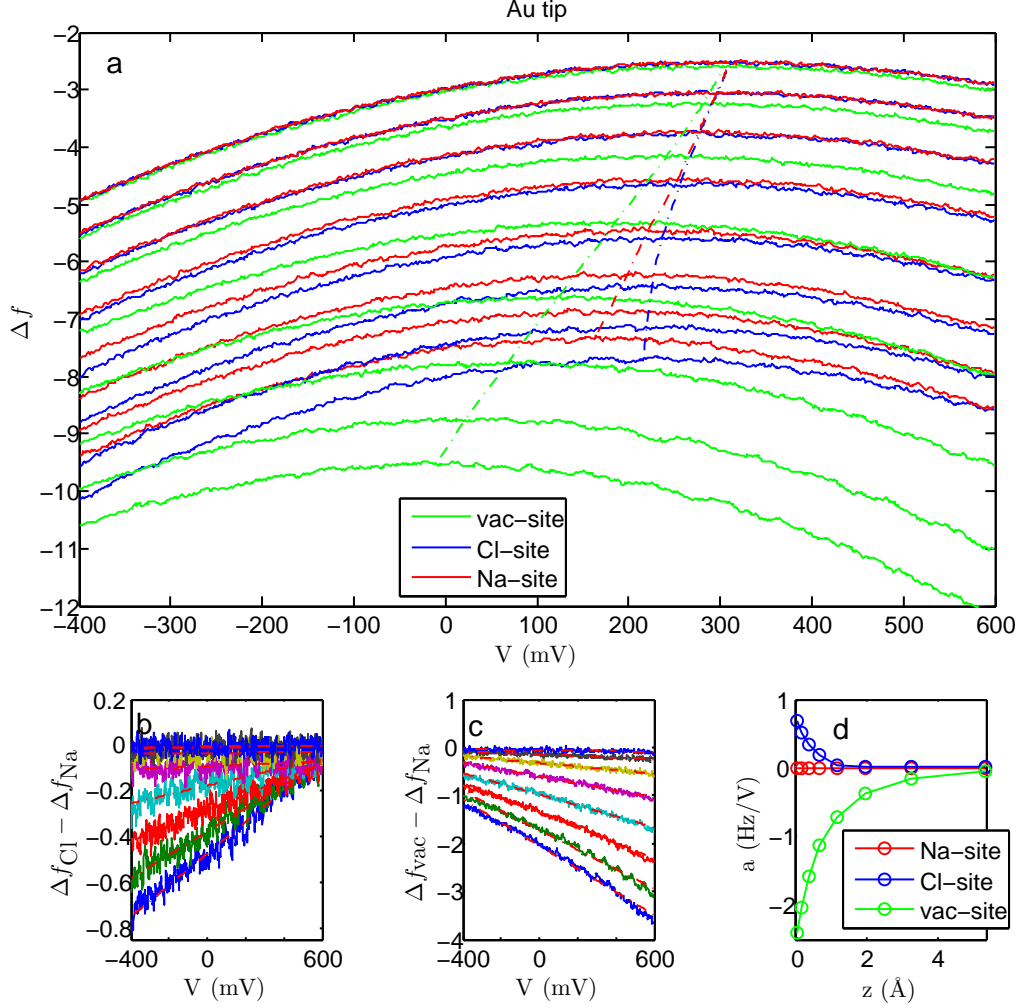 Au tip
a
−2
−3
−4
−5
−6
−7
−8
−9
−10
−11
−12
Δf
−400 −300 −200 −100 0 100 200 300 400 500 600
V (mV)
vac−site
Cl−site
Na−site
b
0.2
0
−0.2
−0.4
−0.6
−0.8
Δf_Cl − Δf_Na
−400 0 600
V (mV)
c
1
0
−1
−2
−3
−4
Δf_vac − Δf_Na
−400 0 600
V (mV)
d
1
0
−1
−2
a (Hz/V)
0 2 4
z (Å)
Na−site
Cl−site
vac−site